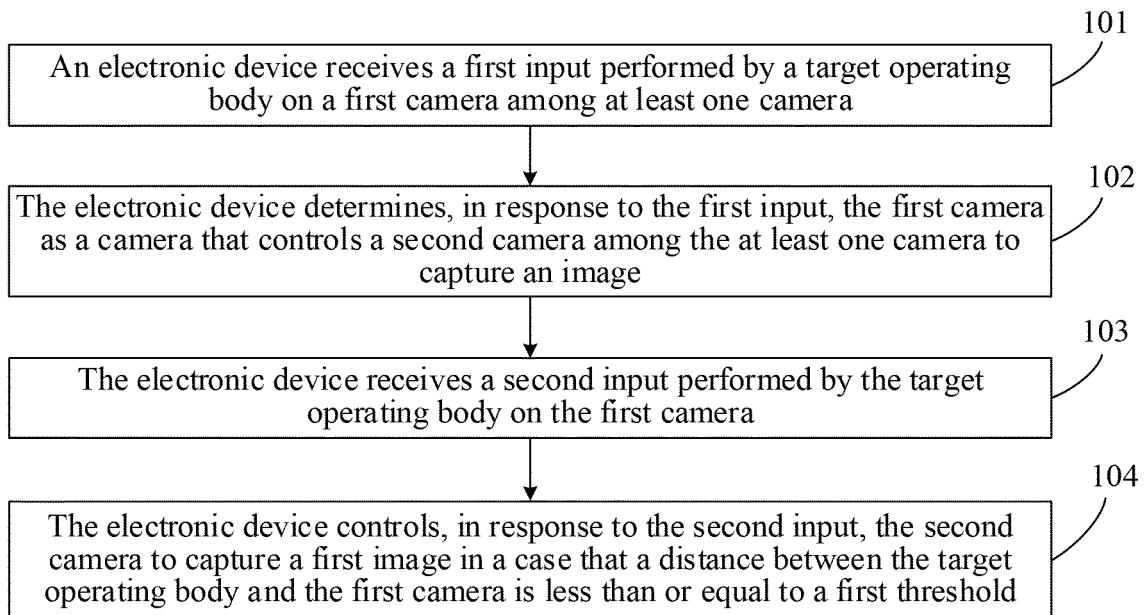 101
An electronic device receives a first input performed by a target operating
body on a first camera among at least one camera
102
The electronic device determines, in response to the first input, the first camera
as a camera that controls a second camera among the at least one camera to
capture an image
103
The electronic device receives a second input performed by the target
operating body on the first camera
104
The electronic device controls, in response to the second input, the second
camera to capture a first image in a case that a distance between the target
operating body and the first camera is less than or equal to a first threshold